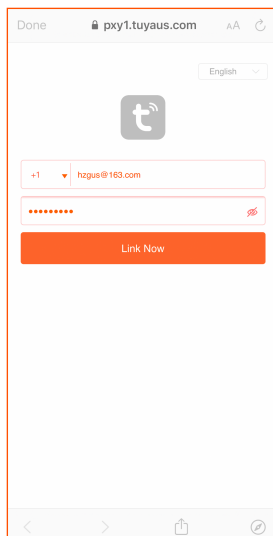 Done pxy1.tuyaus.com AA
English
t
+1 hzgus@163.com
•••••••••
Link Now